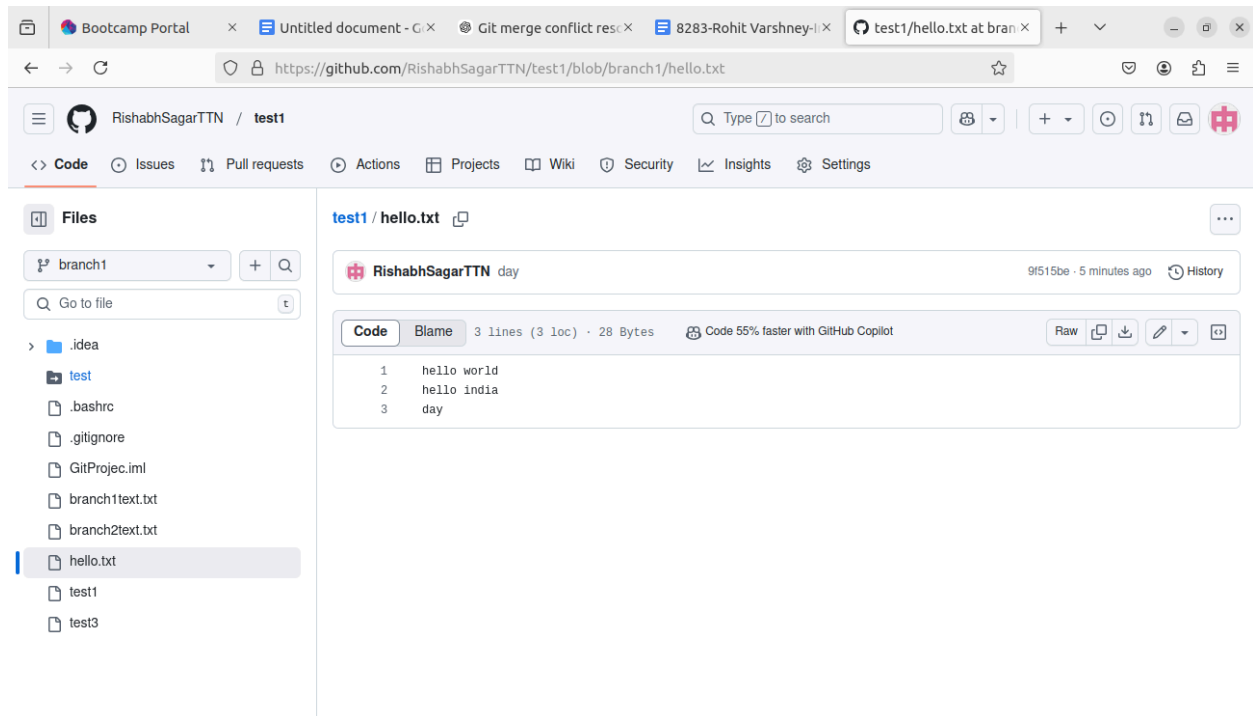 Bootcamp Portal
Untitled document - G
Git merge conflict reso
8283-Rohit Varshney-I
test1/hello.txt at bran
https://github.com/RishabhSagarTTN/test1/blob/branch1/hello.txt
RishabhSagarTTN / test1
Type / to search
<> Code
Issues
Pull requests
Actions
Projects
Wiki
Security
Insights
Settings
Files
branch1
Go to file
t
.idea
test
.bashrc
.gitignore
GitProjec.iml
branch1text.txt
branch2text.txt
hello.txt
test1
test3
test1 / hello.txt
RishabhSagarTTN day
9f515be · 5 minutes ago
History
Code Blame 3 lines (3 loc) · 28 Bytes
Code 55% faster with GitHub Copilot
Raw
1 hello world
2 hello india
3 day